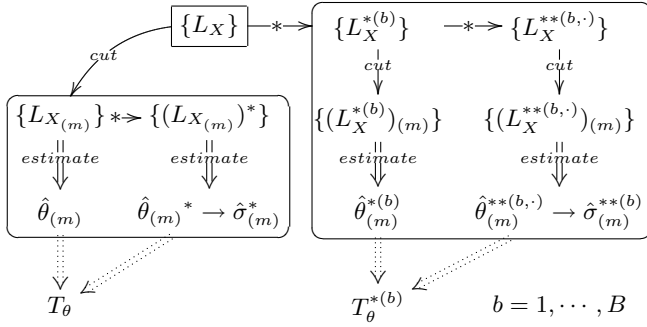 {L_X} * {L_X^{*(b)}} * {L_X^{**(b,·)}}
cut cut cut
{L_{X_{(m)}}} * {(L_{X_{(m)}})^*} {(L_X^{*(b)})_{(m)}} {(L_X^{**(b,·)})_{(m)}}
estimate estimate estimate estimate
θ̂_{(m)} θ̂_{(m)}^* → σ̂_{(m)}^* θ̂_{(m)}^{*(b)} θ̂_{(m)}^{**(b,·)} → σ̂_{(m)}^{**(b)}
T_θ T_θ^{*(b)} b = 1, ⋯ , B